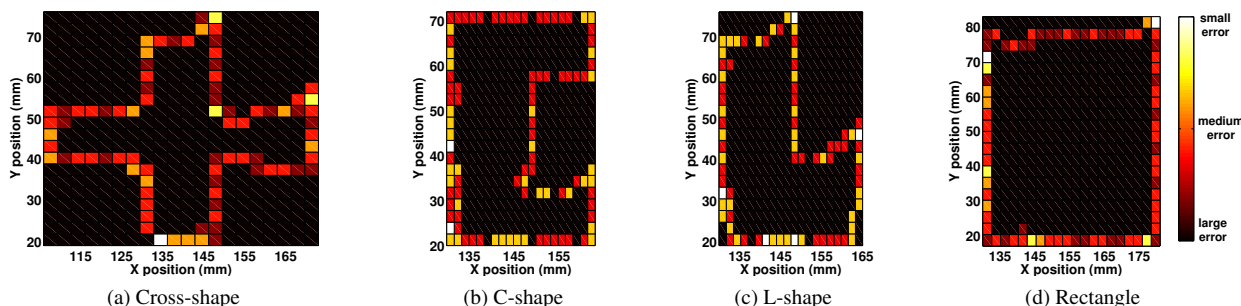 70
60
50
40
30
20
Y position (mm)
115 125 135 145 155 165
X position (mm)
(a) Cross-shape
70
60
50
40
30
20
Y position (mm)
135 145 155
X position (mm)
(b) C-shape
70
60
50
40
30
20
Y position (mm)
135 145 155 165
X position (mm)
(c) L-shape
80
70
60
50
40
30
20
Y position (mm)
135 145 155 165 175
X position (mm)
(d) Rectangle
small
error
medium
error
large
error